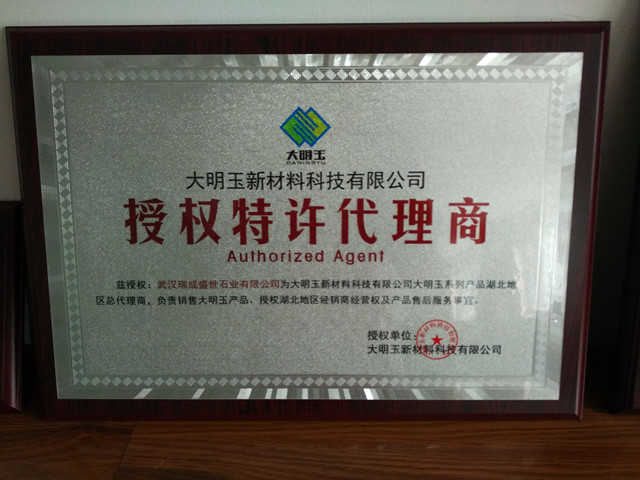 大明玉
DAMINGYU
大明玉新材料科技有限公司
授权特许代理商
Authorized Agent
兹授权：武汉瑞成盛世石业有限公司为大明玉新材料科技有限公司大明玉系列产品湖北地
区总代理商，负责销售大明玉产品、授权湖北地区经销商经营权及产品售后服务事宜。
授权单位：
大明玉新材料科技有限公司